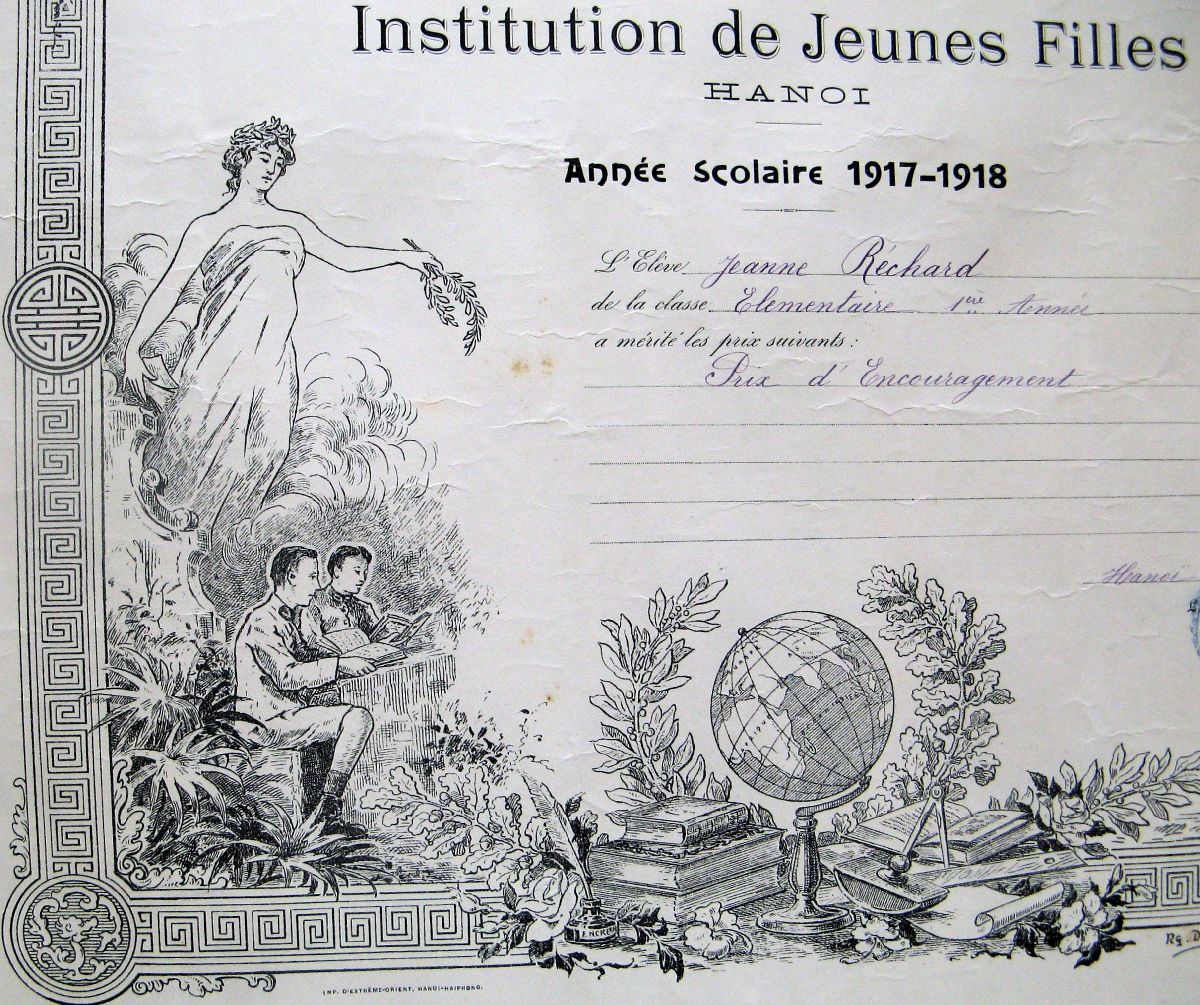 Institution de Jeunes Filles
HANOI
Année Scolaire 1917-1918
L'Elève Jeanne Réchard
de la classe Elementaire 1ère Année
a mérité les prix suivants :
Prix d'Encouragement
Hanoi
IMP. D'EXTRÊME-ORIENT, HANOI-HAIPHONG.